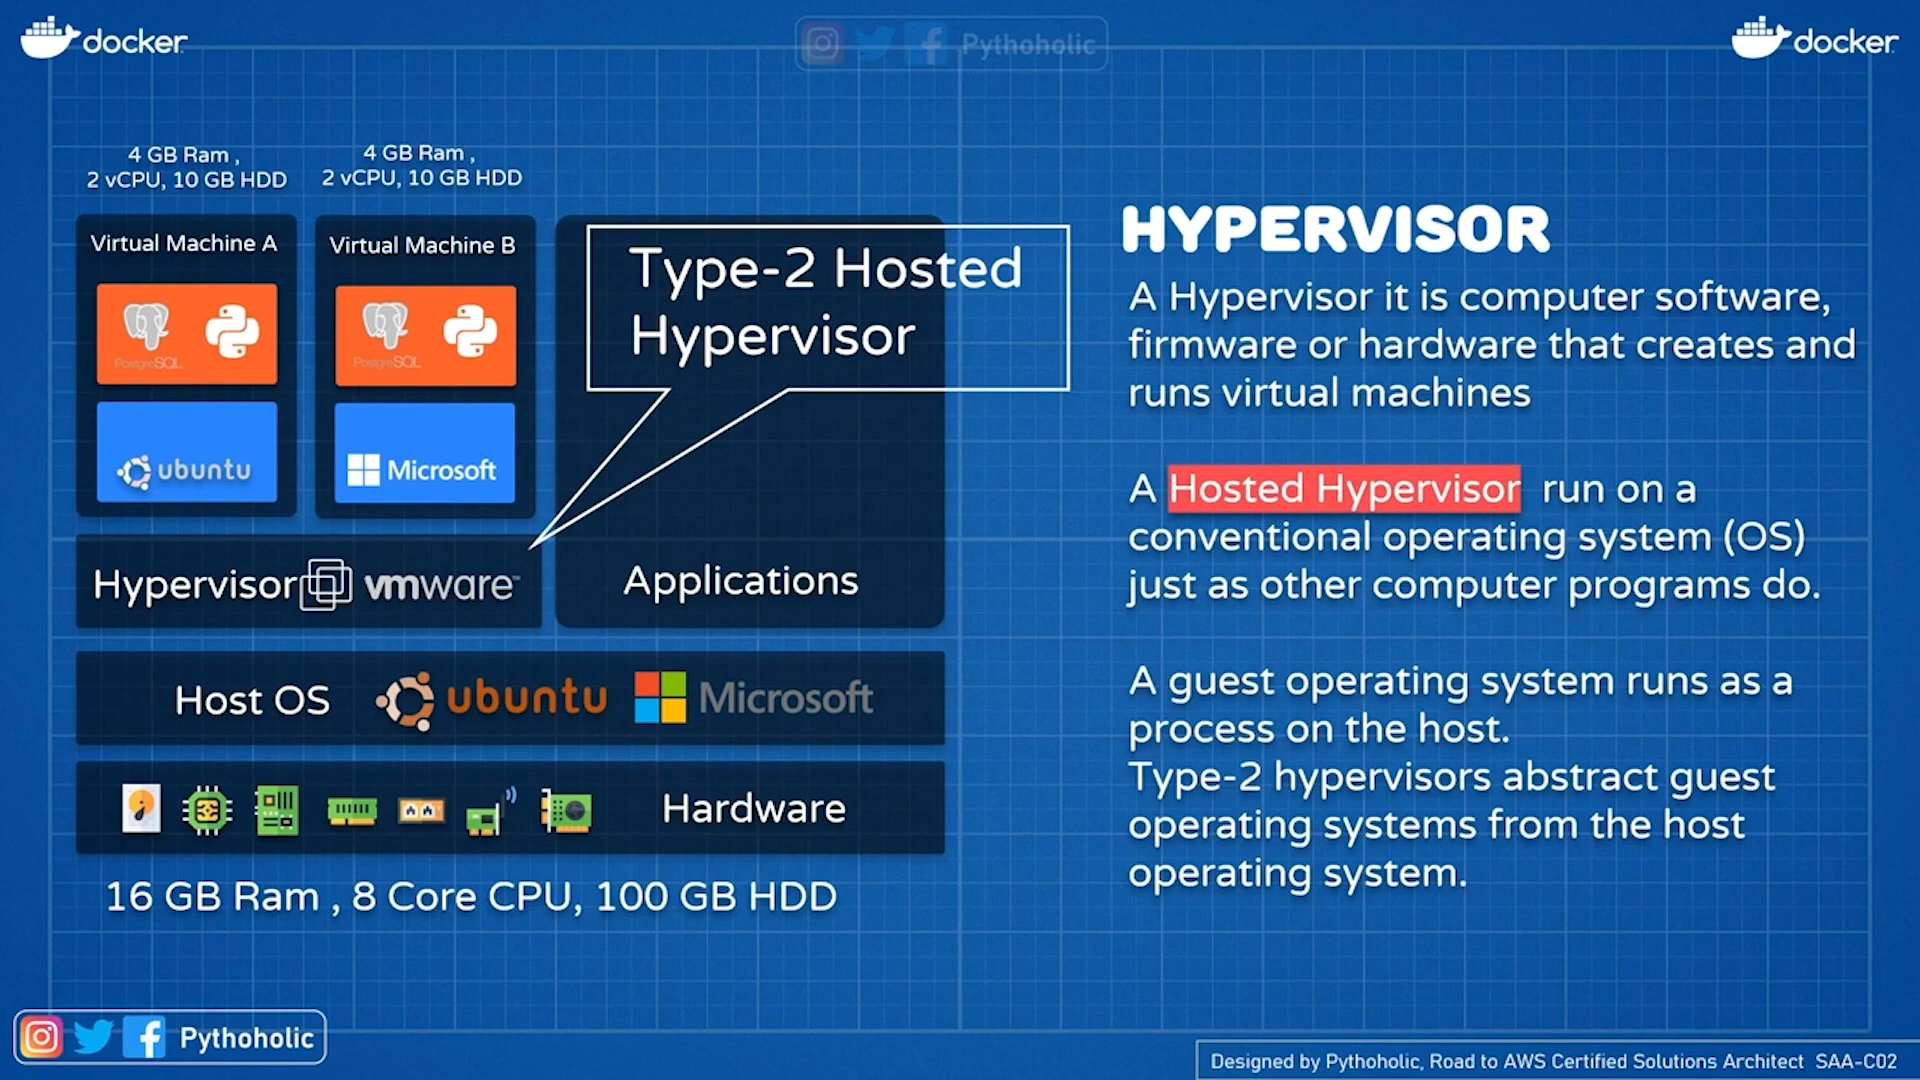 docker
Pythoholic
docker
4 GB Ram ,
2 vCPU, 10 GB HDD
4 GB Ram ,
2 vCPU, 10 GB HDD
Virtual Machine A
Virtual Machine B
PostgreSQL
PostgreSQL
ubuntu
Microsoft
Type-2 Hosted
Hypervisor
Hypervisor vmware
Applications
Host OS ubuntu Microsoft
Hardware
16 GB Ram , 8 Core CPU, 100 GB HDD
HYPERVISOR
A Hypervisor it is computer software,
firmware or hardware that creates and
runs virtual machines
A Hosted Hypervisor run on a
conventional operating system (OS)
just as other computer programs do.
A guest operating system runs as a
process on the host.
Type-2 hypervisors abstract guest
operating systems from the host
operating system.
Pythoholic
Designed by Pythoholic, Road to AWS Certified Solutions Architect SAA-C02